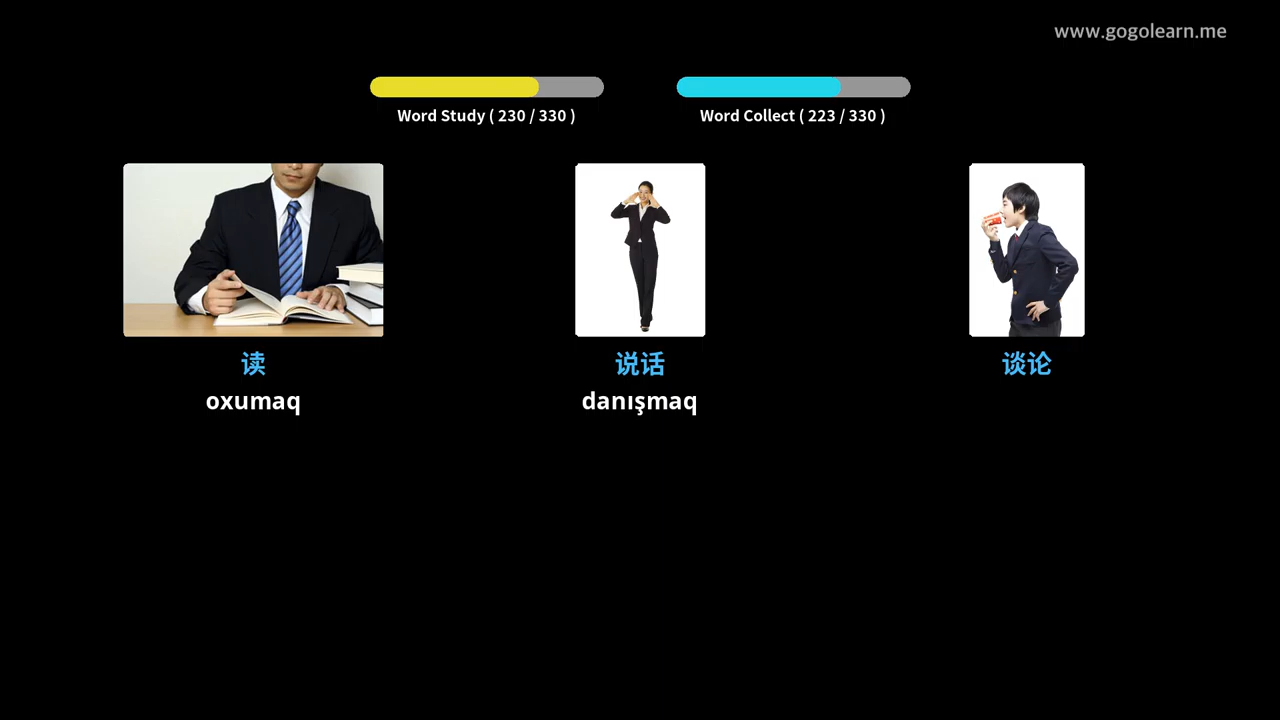 www.gogolearn.me
Word Study ( 230 / 330 )
Word Collect ( 223 / 330 )
读
说话
谈论
oxumaq
danışmaq